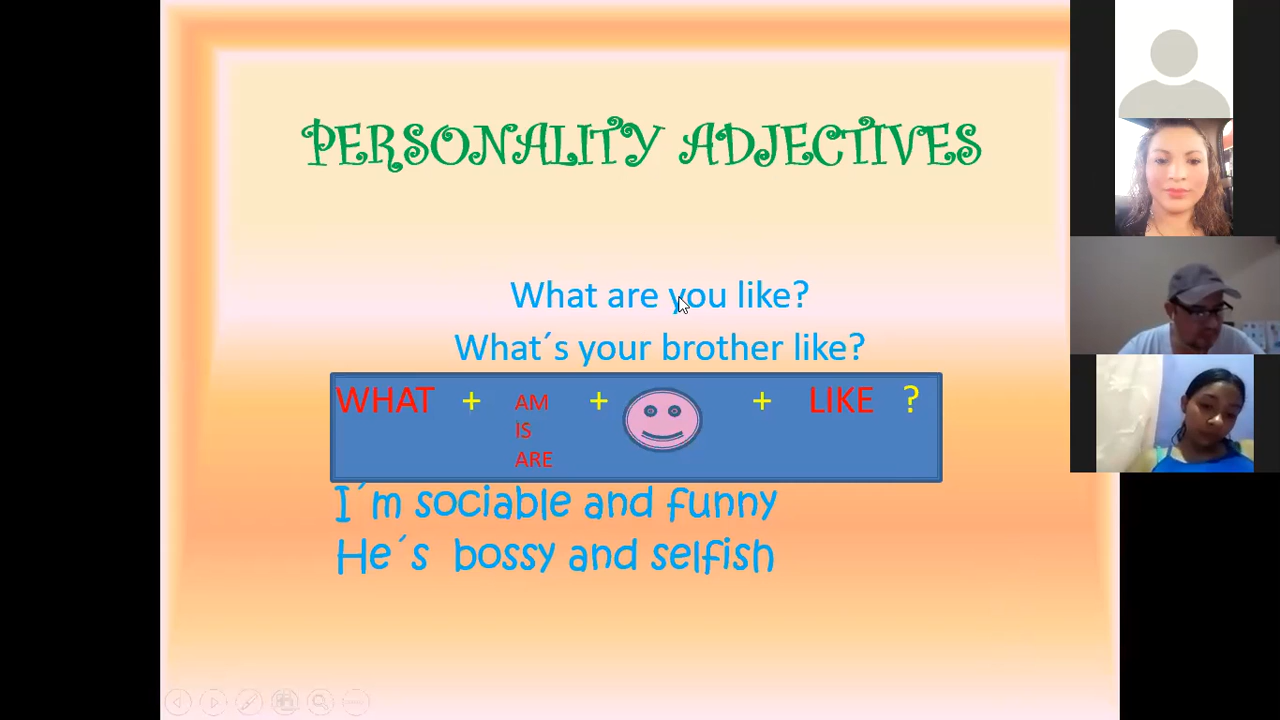 PERSONALITY ADJECTIVES
What are you like?
What´s your brother like?
WHAT + AM + + LIKE ?
IS
ARE
I´m sociable and funny
He´s bossy and selfish